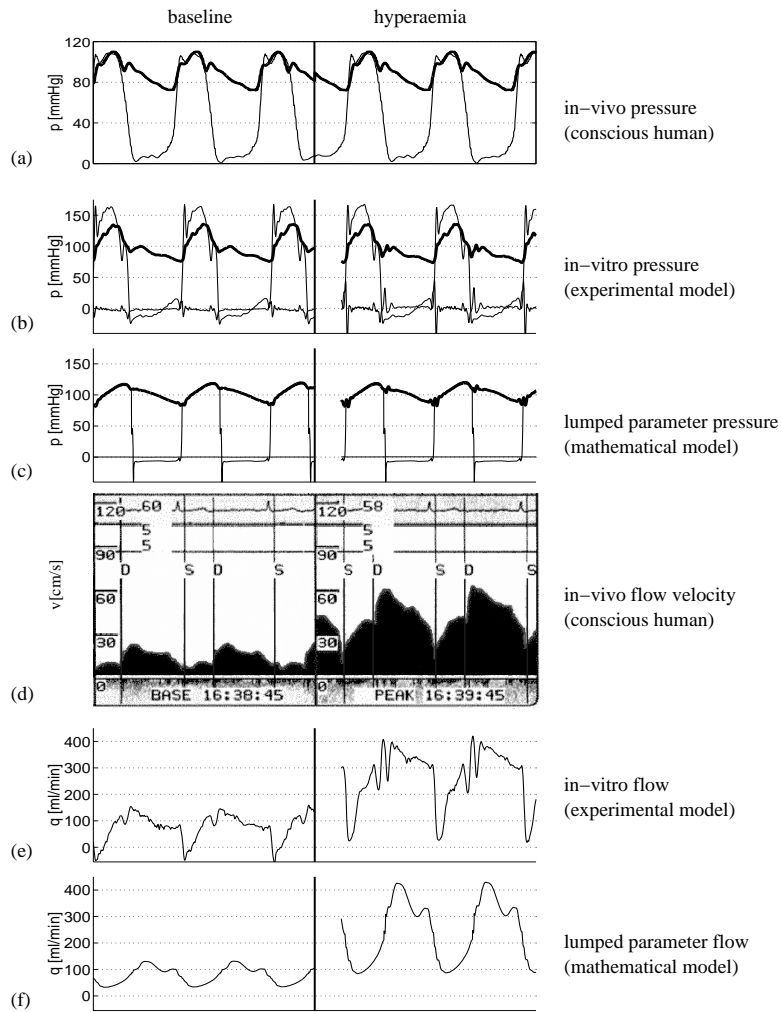 baseline hyperaemia
120
80
40
0
p [mmHg]
(a)
in−vivo pressure
(conscious human)
150
100
50
0
p [mmHg]
(b)
in−vitro pressure
(experimental model)
150
100
50
0
p [mmHg]
(c)
lumped parameter pressure
(mathematical model)
120 60 120 58
5 5
5 5
90 90
D S D S S D S D S
60 60
30 30
0 0
BASE 16:38:45 PEAK 16:39:45
v[cm/s]
(d)
in−vivo flow velocity
(conscious human)
400
300
200
100
0
q [ml/min]
(e)
in−vitro flow
(experimental model)
400
300
200
100
0
q [ml/min]
(f)
lumped parameter flow
(mathematical model)